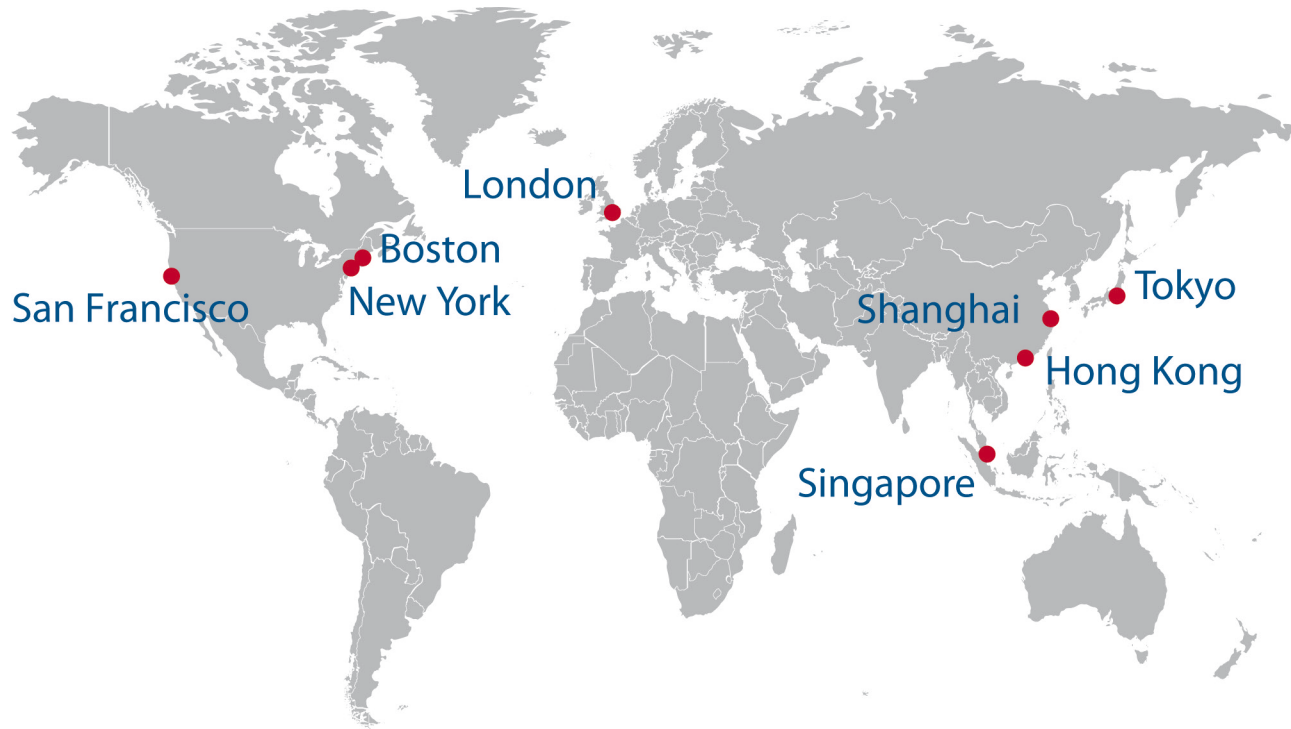 London
Boston
New York
San Francisco
Tokyo
Shanghai
Hong Kong
Singapore